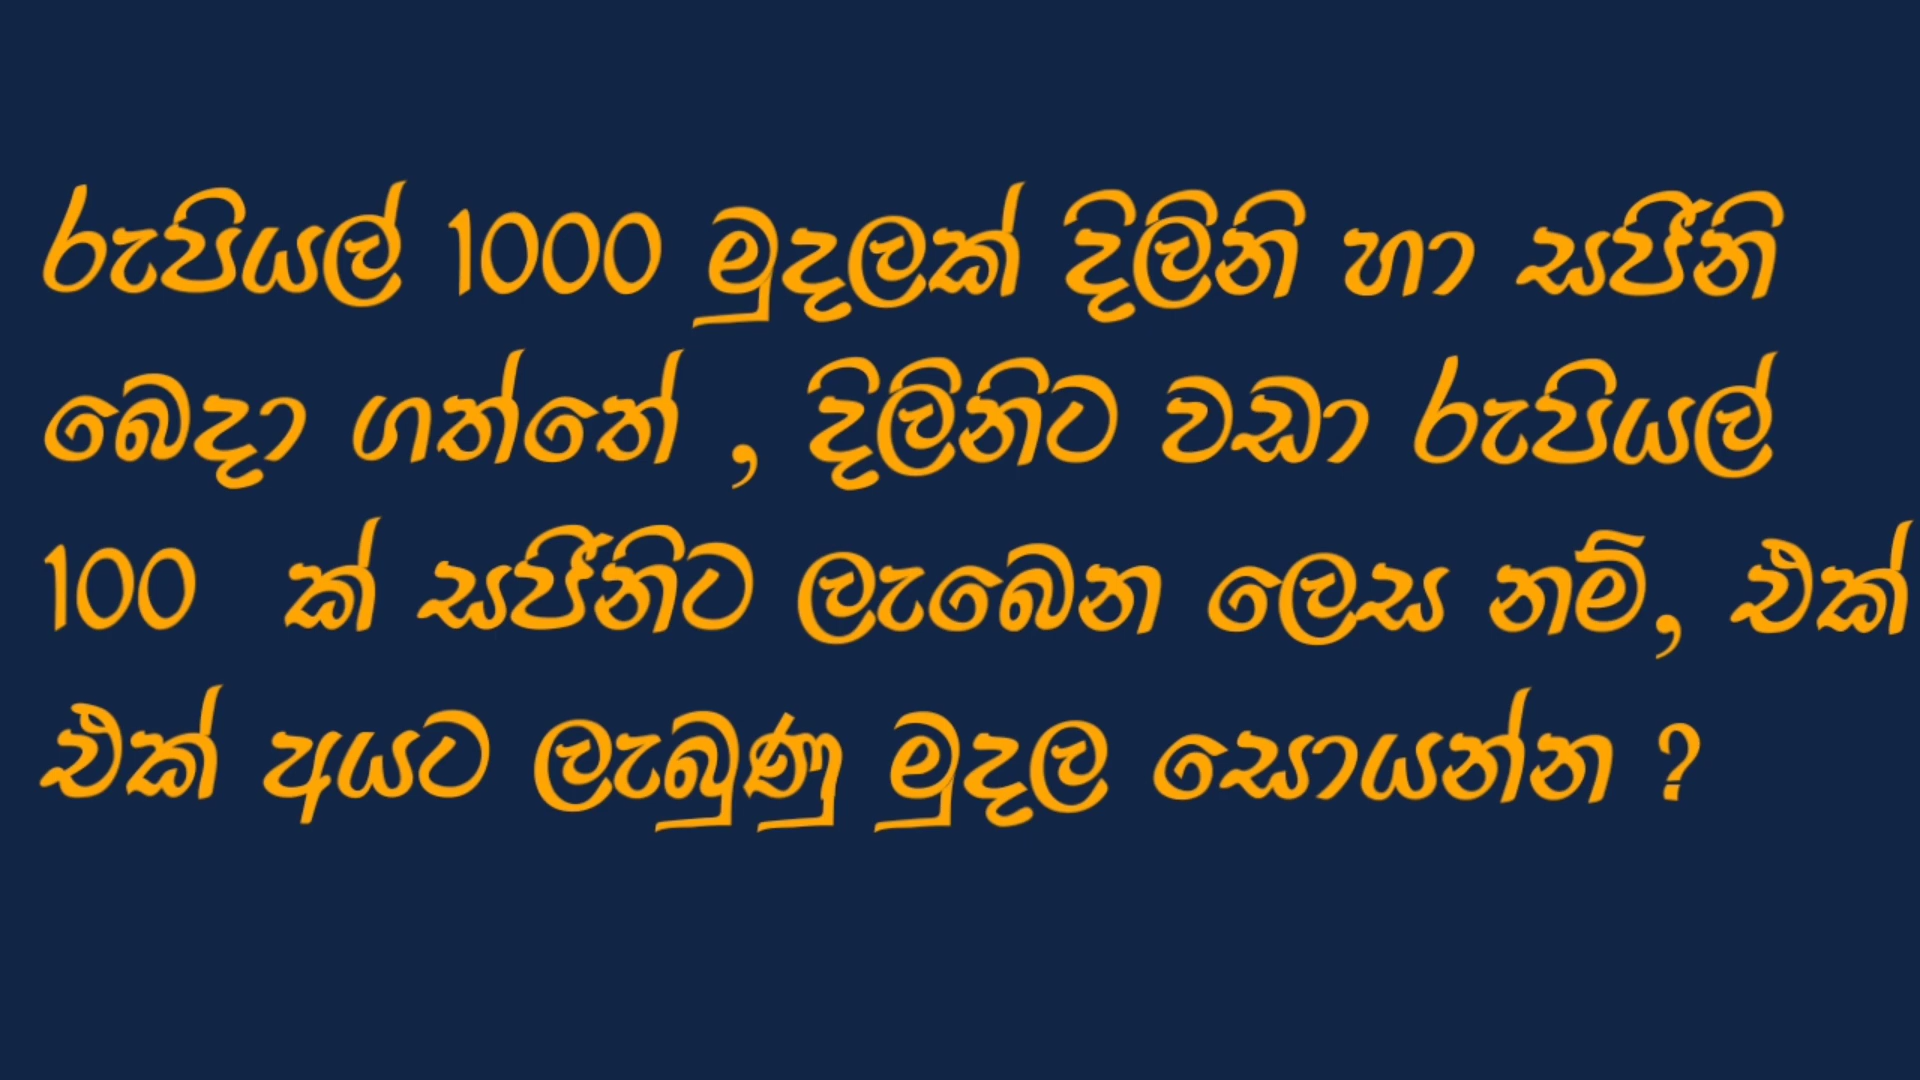 රුපියල් 1000 මුදලක් දිලිනි හා සජිනි
බෙදා ගත්තේ , දිලිනිට වඩා රුපියල්
100 ක් සජිනිට ලැබෙන ලෙස නම්, එක්
එක් අයට ලැබුණු මුදල සොයන්න ?